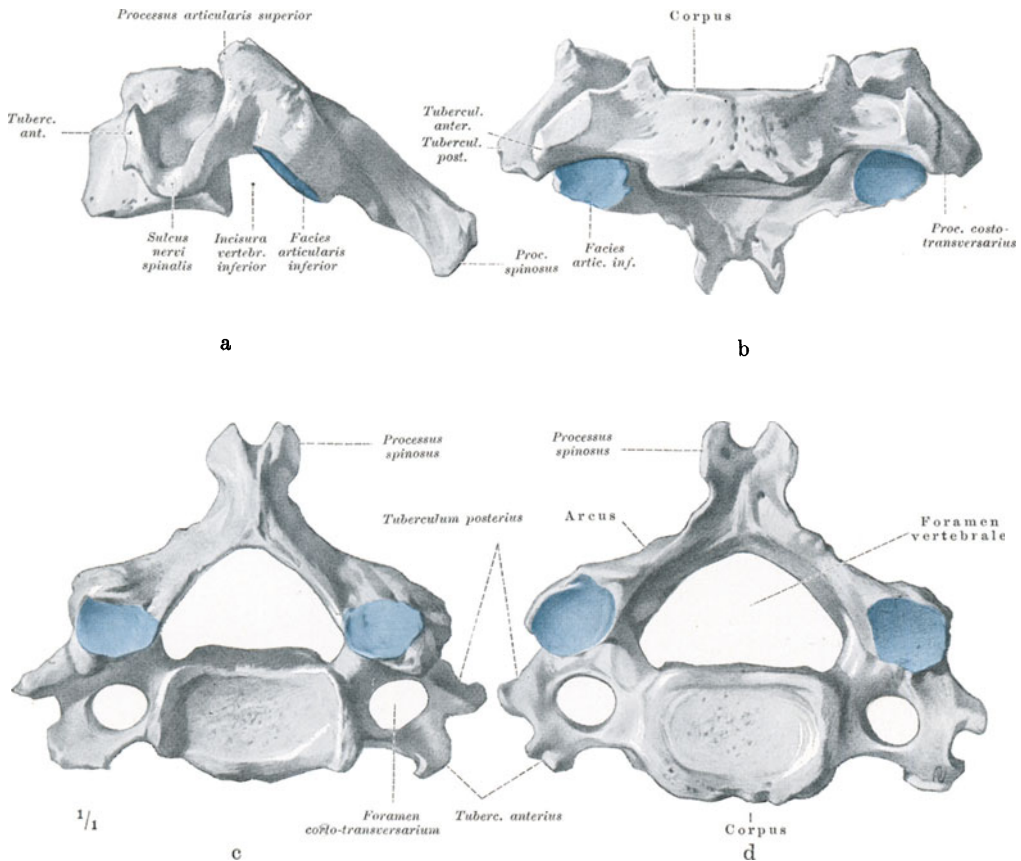 Processus articularis superior
Tuberc.
ant.
Sulcus
nervi
spinalis
Incisura
vertebr.
inferior
Facies
articularis
inferior
Proc.
spinosus
a
Corpus
Tubercul.
anter.
Tubercul.
post.
Proc. costo-
transversarius
Facies
artic. inf.
b
Processus
spinosus
Tuberculum posterius
Foramen
costo-transversarium
Tuberc. anterius
1/1
c
Processus
spinosus
Arcus
Foramen
vertebrale
Corpus
d